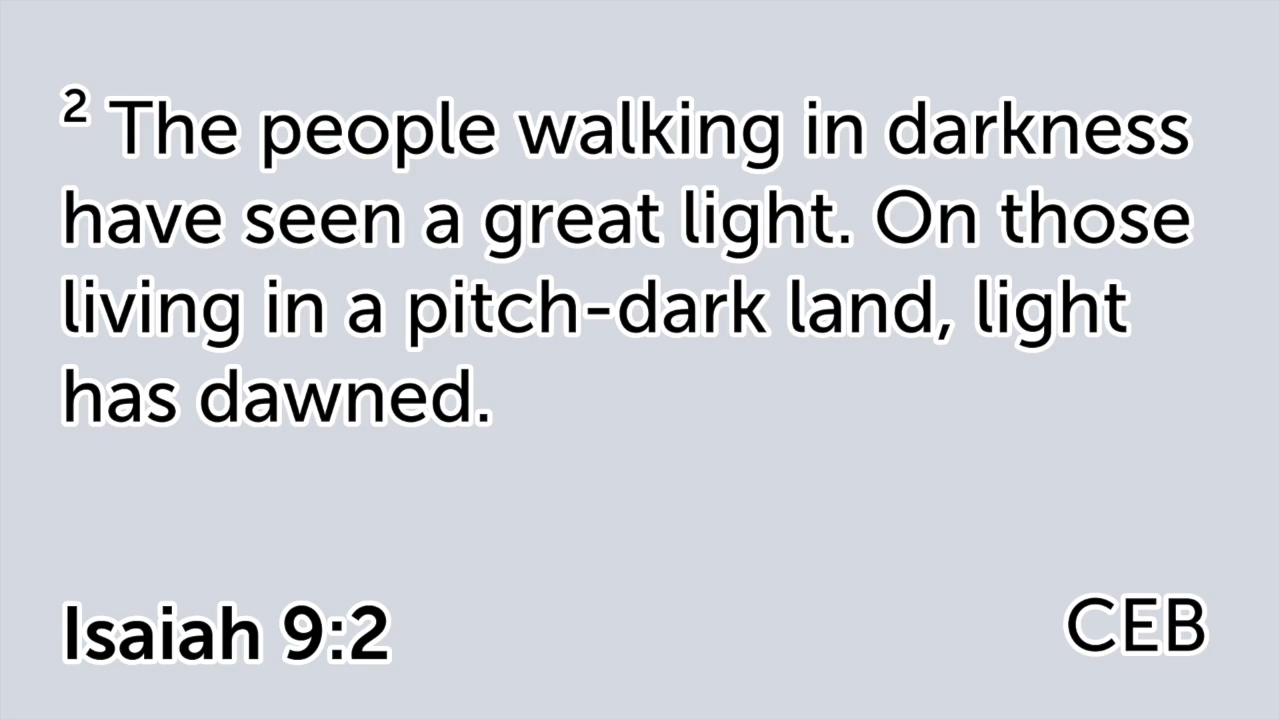 ² The people walking in darkness
have seen a great light. On those
living in a pitch-dark land, light
has dawned.
Isaiah 9:2
CEB